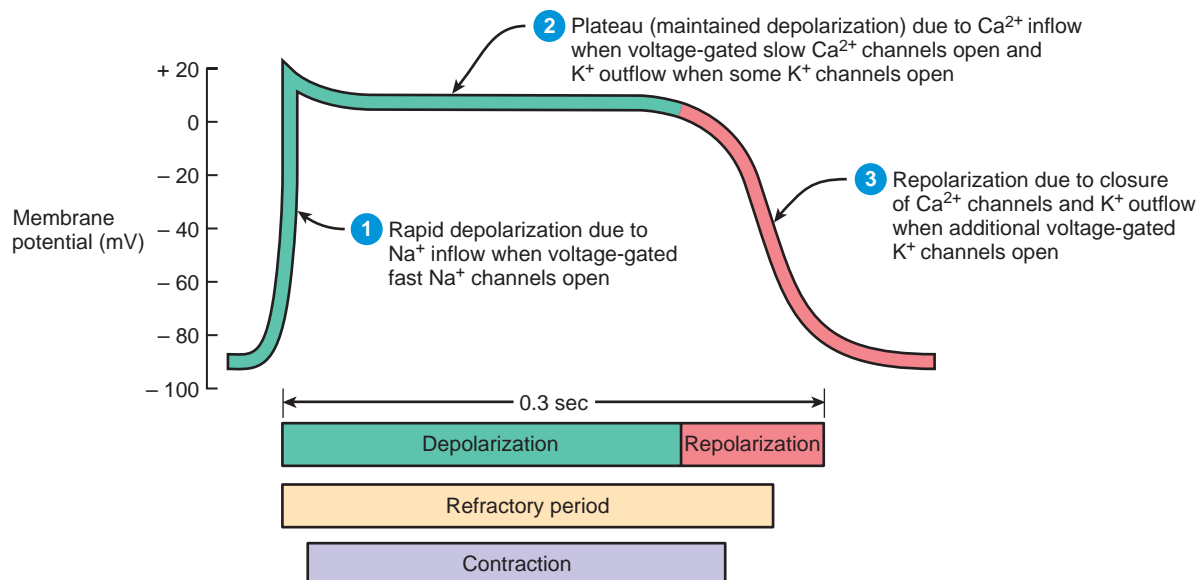 2 Plateau (maintained depolarization) due to Ca2+ inflow
when voltage-gated slow Ca2+ channels open and
K+ outflow when some K+ channels open
+ 20
0
– 20
– 40
– 60
– 80
– 100
Membrane
potential (mV)
1 Rapid depolarization due to
Na+ inflow when voltage-gated
fast Na+ channels open
3 Repolarization due to closure
of Ca2+ channels and K+ outflow
when additional voltage-gated
K+ channels open
0.3 sec
Depolarization
Repolarization
Refractory period
Contraction